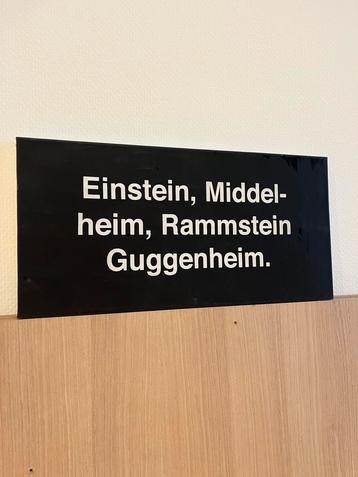 Einstein, Middel-
heim, Rammstein
Guggenheim.